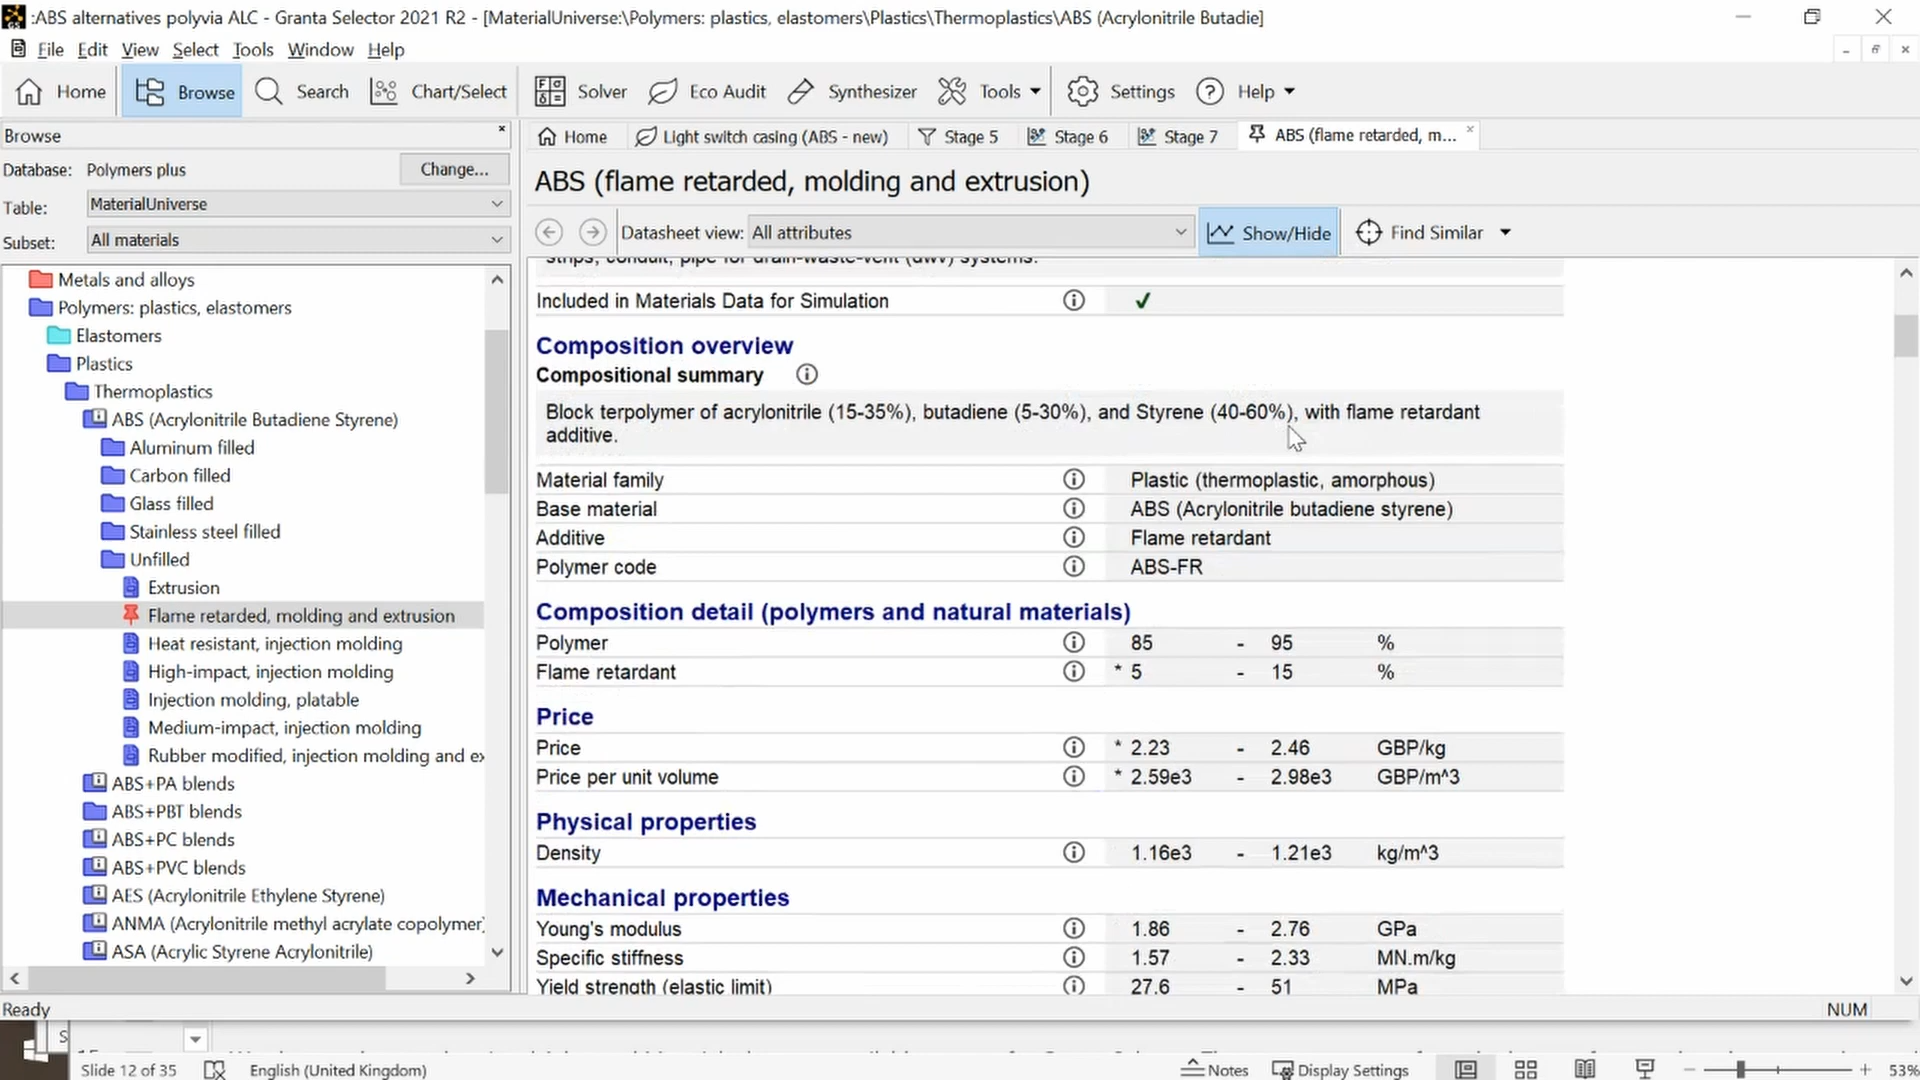 :ABS alternatives polyvia ALC - Granta Selector 2021 R2 - [MaterialUniverse:\Polymers: plastics, elastomers\Plastics\Thermoplastics\ABS (Acrylonitrile Butadie]
File Edit View Select Tools Window Help
Home Browse Search Chart/Select Solver Eco Audit Synthesizer Tools Settings Help
Browse
Database: Polymers plus Change...
Table: MaterialUniverse
Subset: All materials
Metals and alloys
Polymers: plastics, elastomers
Elastomers
Plastics
Thermoplastics
ABS (Acrylonitrile Butadiene Styrene)
Aluminum filled
Carbon filled
Glass filled
Stainless steel filled
Unfilled
Extrusion
Flame retarded, molding and extrusion
Heat resistant, injection molding
High-impact, injection molding
Injection molding, platable
Medium-impact, injection molding
Rubber modified, injection molding and ex
ABS+PA blends
ABS+PBT blends
ABS+PC blends
ABS+PVC blends
AES (Acrylonitrile Ethylene Styrene)
ANMA (Acrylonitrile methyl acrylate copolymer)
ASA (Acrylic Styrene Acrylonitrile)
Home Light switch casing (ABS - new) Stage 5 Stage 6 Stage 7 ABS (flame retarded, m...
ABS (flame retarded, molding and extrusion)
Datasheet view: All attributes Show/Hide Find Similar
strips, conduit, pipe for drain-waste-vent (dwv) systems.
Included in Materials Data for Simulation ✓
Composition overview
Compositional summary
Block terpolymer of acrylonitrile (15-35%), butadiene (5-30%), and Styrene (40-60%), with flame retardant
additive.
Material family Plastic (thermoplastic, amorphous)
Base material ABS (Acrylonitrile butadiene styrene)
Additive Flame retardant
Polymer code ABS-FR
Composition detail (polymers and natural materials)
Polymer 85 - 95 %
Flame retardant * 5 - 15 %
Price
Price * 2.23 - 2.46 GBP/kg
Price per unit volume * 2.59e3 - 2.98e3 GBP/m^3
Physical properties
Density 1.16e3 - 1.21e3 kg/m^3
Mechanical properties
Young's modulus 1.86 - 2.76 GPa
Specific stiffness 1.57 - 2.33 MN.m/kg
Yield strength (elastic limit) 27.6 - 51 MPa
Ready NUM
Slide 12 of 35 English (United Kingdom) Notes Display Settings 53%